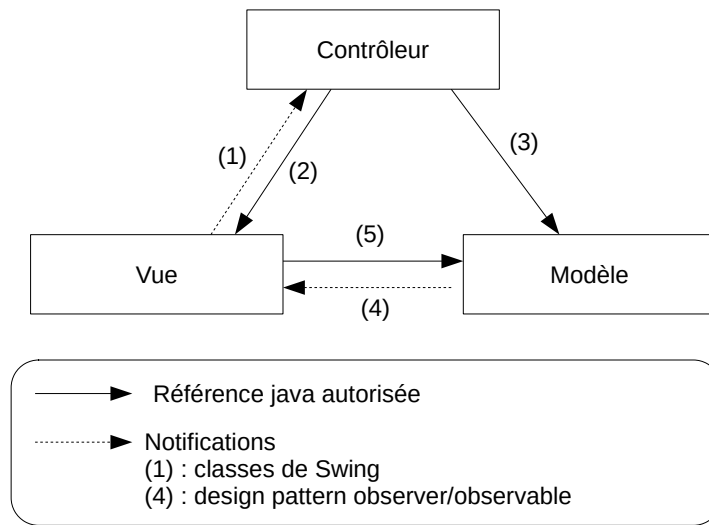 Contrôleur
(1)
(2)
(3)
Vue
(5)
Modèle
(4)
Référence java autorisée
Notifications
(1) : classes de Swing
(4) : design pattern observer/observable